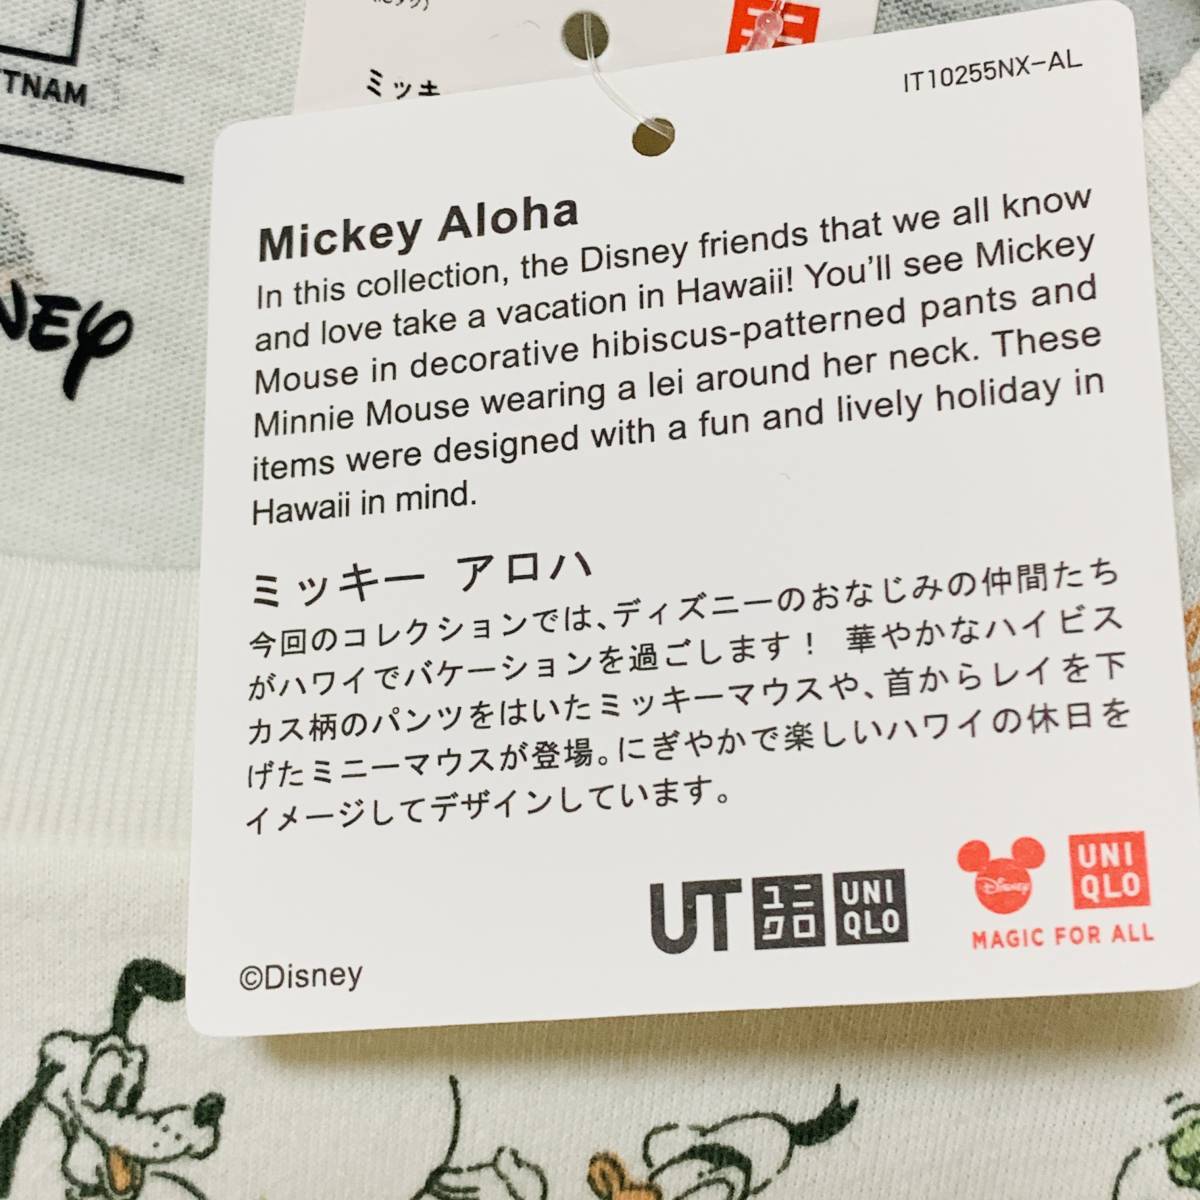 ミッキ
IT10255NX-AL
TNAM
NEY
Mickey Aloha
In this collection, the Disney friends that we all know
and love take a vacation in Hawaii! You'll see Mickey
Mouse in decorative hibiscus-patterned pants and
Minnie Mouse wearing a lei around her neck. These
items were designed with a fun and lively holiday in
Hawaii in mind.
ミッキー アロハ
今回のコレクションでは、ディズニーのおなじみの仲間たち
がハワイでバケーションを過ごします！ 華やかなハイビス
カス柄のパンツをはいたミッキーマウスや、首からレイを下
げたミニーマウスが登場。にぎやかで楽しいハワイの休日を
イメージしてデザインしています。
UT ユニ UNI
クロ QLO
Disney UNI
QLO
MAGIC FOR ALL
©Disney